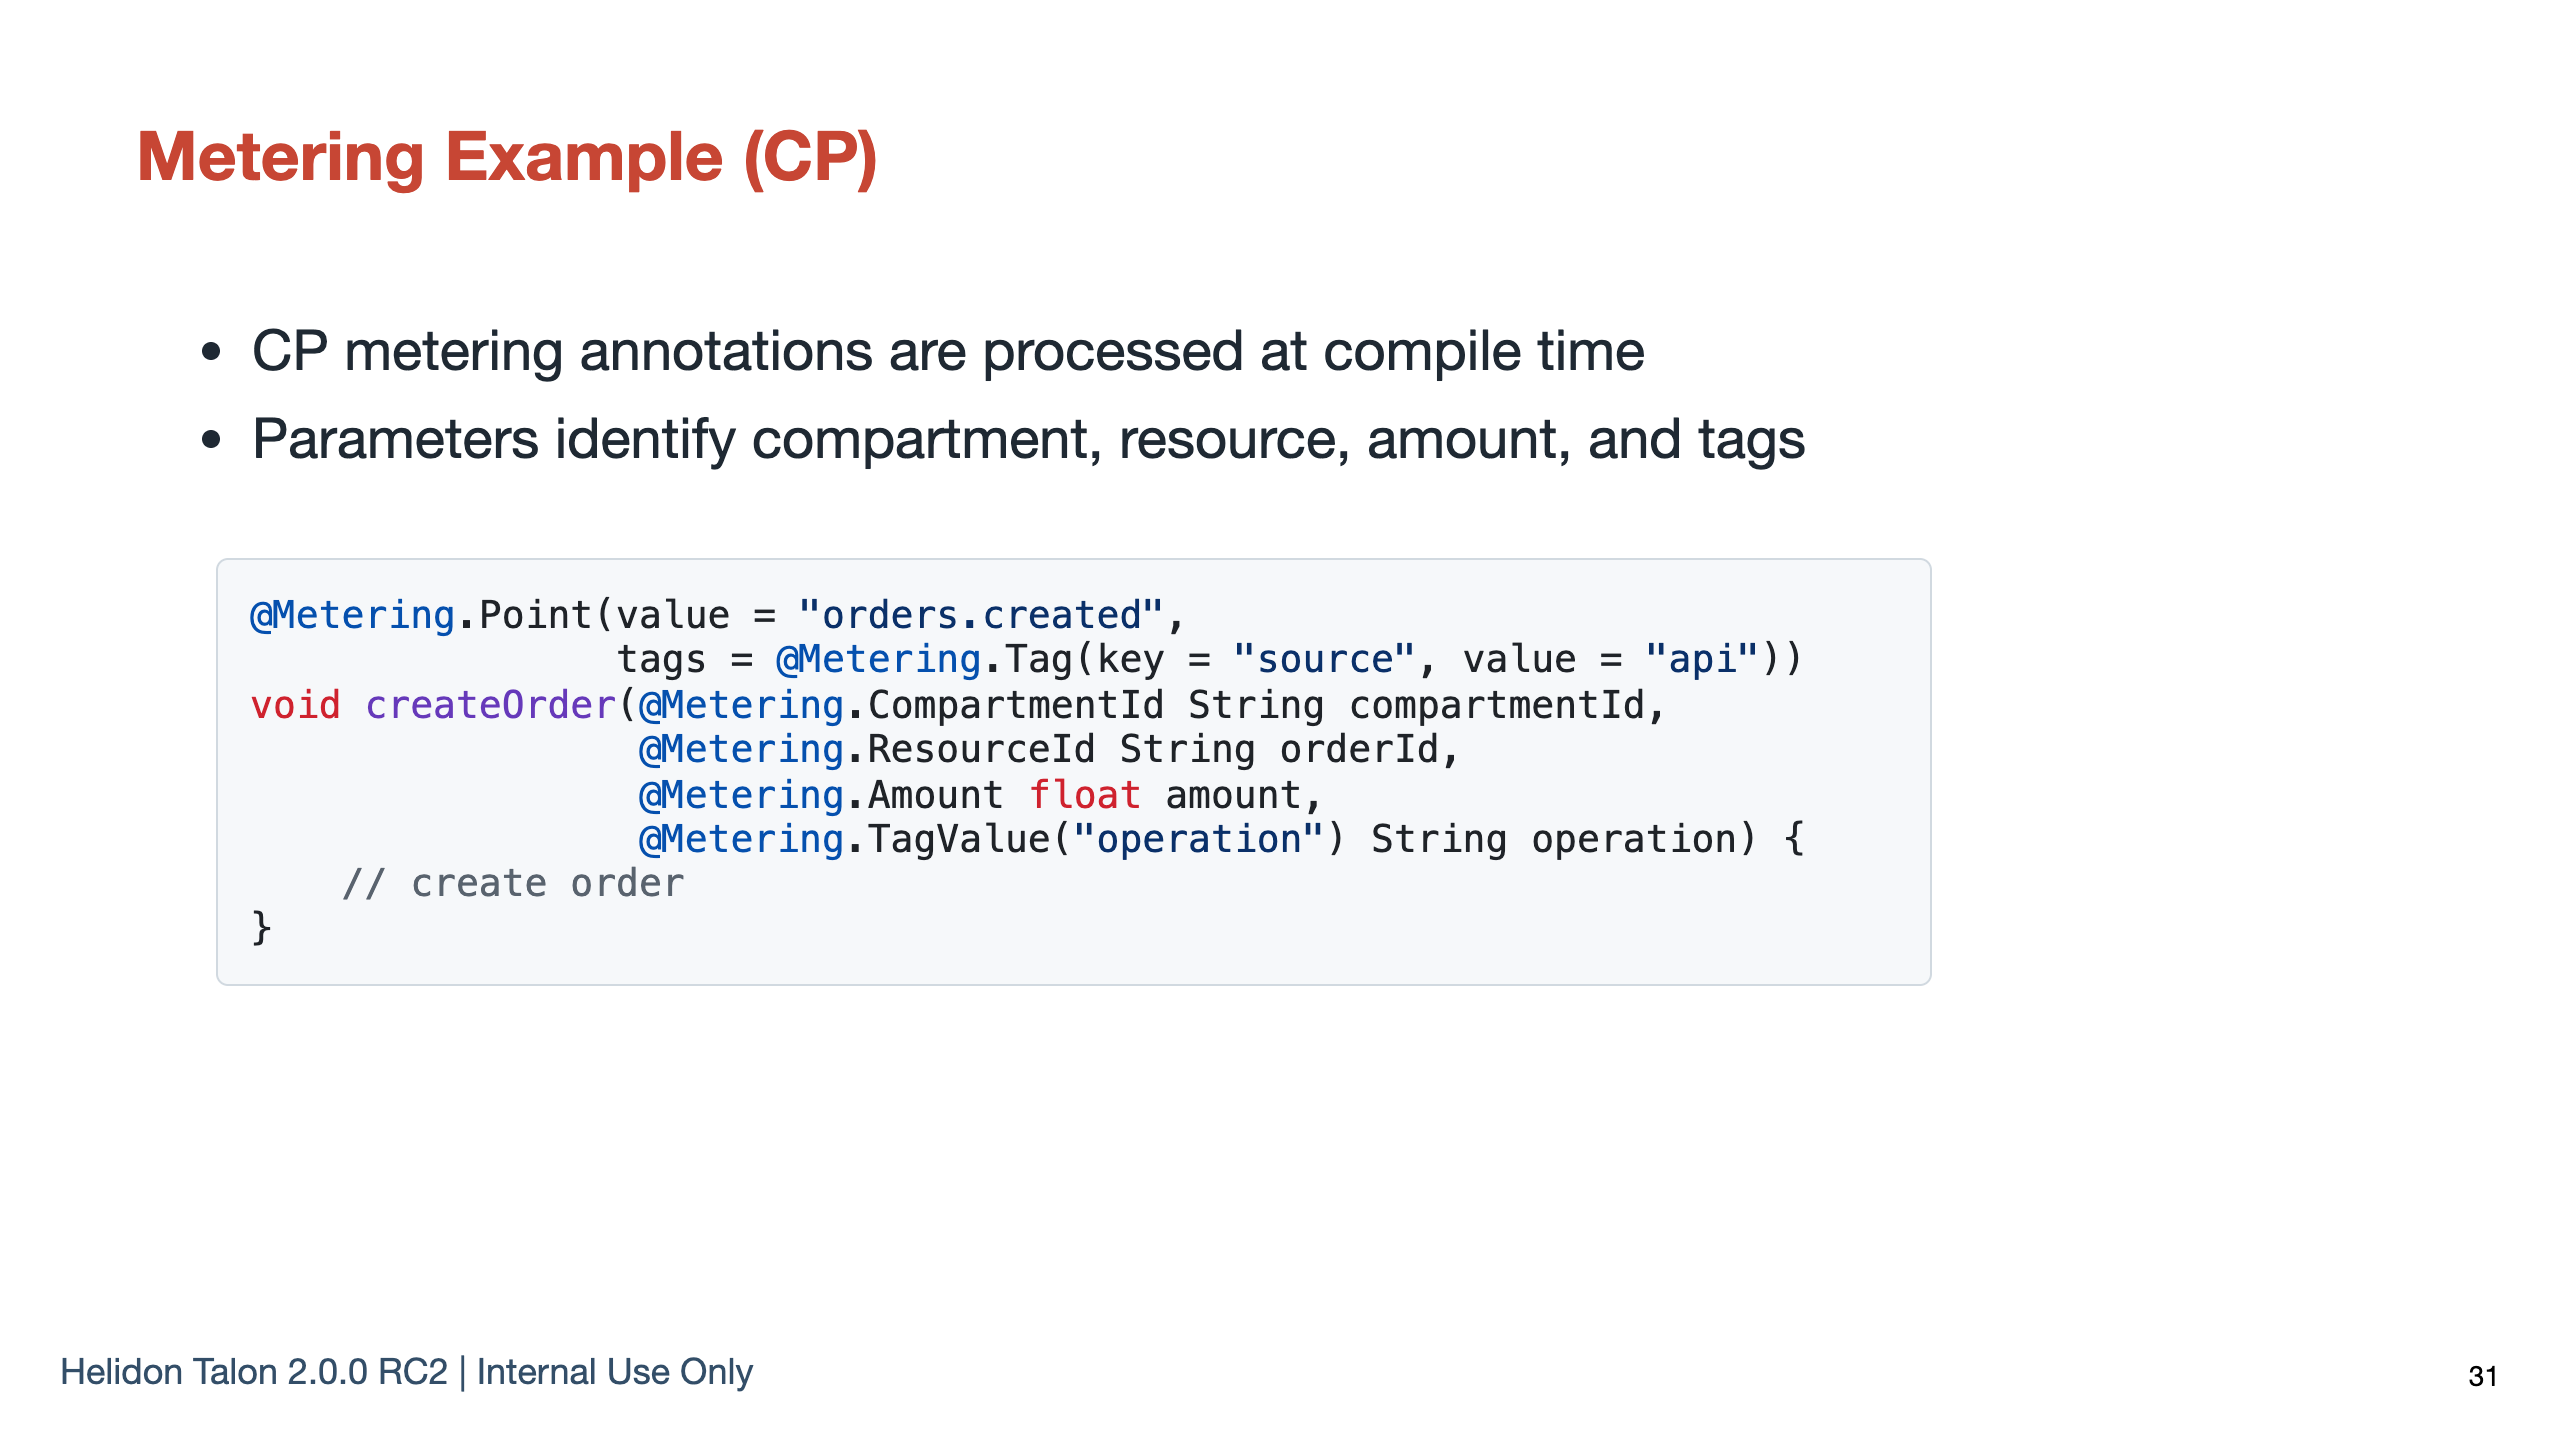 Metering Example (CP)
• CP metering annotations are processed at compile time
• Parameters identify compartment, resource, amount, and tags
@Metering.Point(value = "orders.created",
                tags = @Metering.Tag(key = "source", value = "api"))
void createOrder(@Metering.CompartmentId String compartmentId,
                 @Metering.ResourceId String orderId,
                 @Metering.Amount float amount,
                 @Metering.TagValue("operation") String operation) {
    // create order
}
Helidon Talon 2.0.0 RC2 | Internal Use Only
31